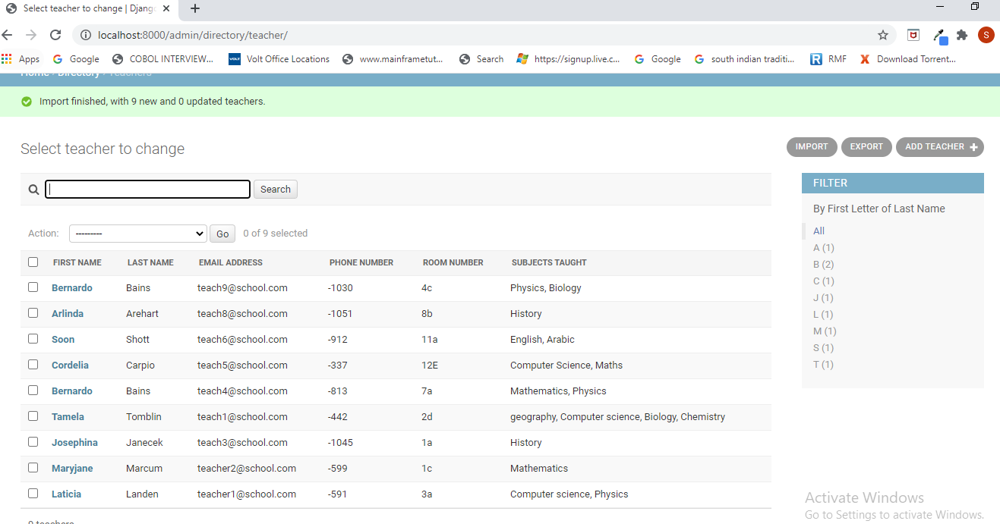 Select teacher to change | Djang
localhost:8000/admin/directory/teacher/
S
Apps Google COBOL INTERVIEW... VOLT Volt Office Locations www.mainframetut... Search https://signup.live.c... Google south indian traditi... R RMF X Download Torrent...
Home › Directory › Teachers
Import finished, with 9 new and 0 updated teachers.
Select teacher to change
IMPORT EXPORT ADD TEACHER +
Search
FILTER
By First Letter of Last Name
All
A (1)
B (2)
C (1)
J (1)
L (1)
M (1)
S (1)
T (1)
Action: --------- Go 0 of 9 selected
FIRST NAME LAST NAME EMAIL ADDRESS PHONE NUMBER ROOM NUMBER SUBJECTS TAUGHT
Bernardo Bains teach9@school.com -1030 4c Physics, Biology
Arlinda Arehart teach8@school.com -1051 8b History
Soon Shott teach6@school.com -912 11a English, Arabic
Cordelia Carpio teach5@school.com -337 12E Computer Science, Maths
Bernardo Bains teach4@school.com -813 7a Mathematics, Physics
Tamela Tomblin teach1@school.com -442 2d geography, Computer science, Biology, Chemistry
Josephina Janecek teach3@school.com -1045 1a History
Maryjane Marcum teacher2@school.com -599 1c Mathematics
Laticia Landen teacher1@school.com -591 3a Computer science, Physics
9 teachers
Activate Windows
Go to Settings to activate Windows.